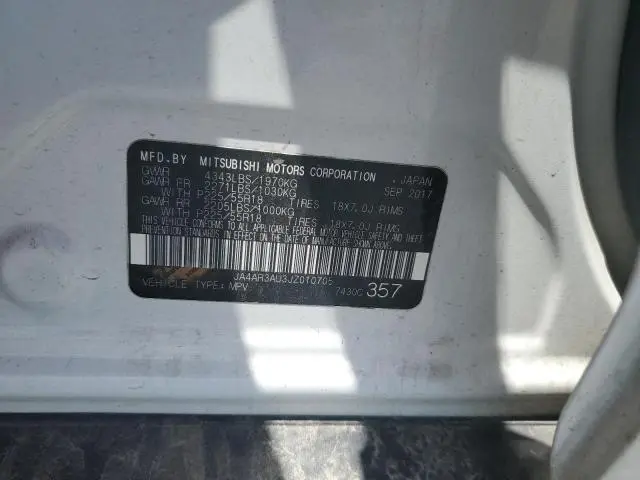 MFD.BY MITSUBISHI MOTORS CORPORATION , JAPAN
GVWR 4343LBS/1970KG SEP 2017
GAWR FR 2271LBS/1030KG
WITH P225/55R18 TIRES 18X7.0J RIMS
GAWR RR 2205LBS/1000KG
WITH P225/55R18 TIRES 18X7.0J RIMS
THIS VEHICLE CONFORMS TO ALL APPLICABLE FEDERAL
MOTOR VEHICLE SAFETY AND THEFT PREVENTION STANDARDS
IN EFFECT ON THE DATE OF MANUFACTURE SHOWN ABOVE.
JA4AR3AU3JZ010705
VEHICLE TYPE: MPV 357